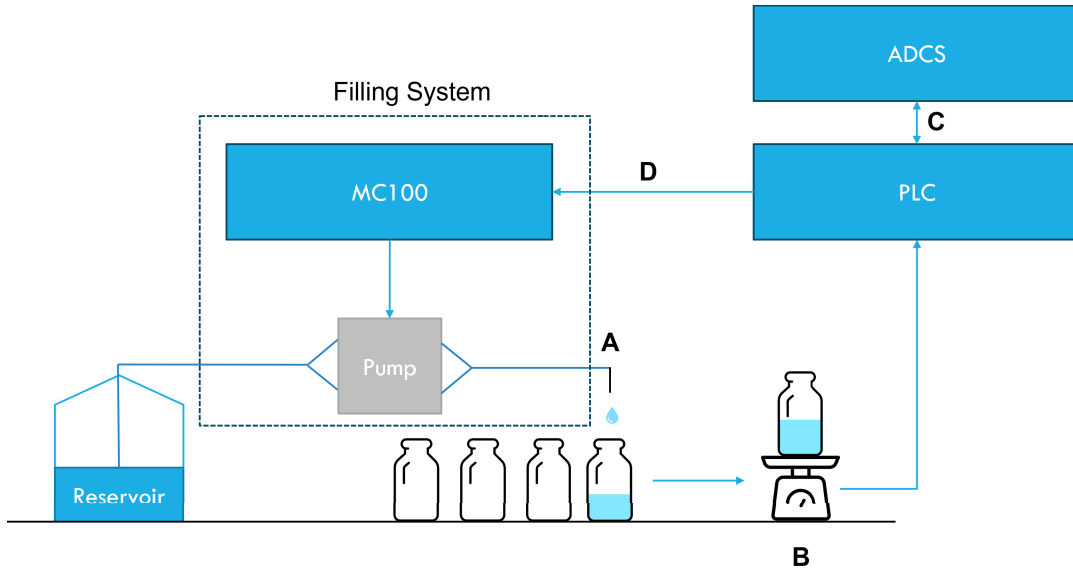 ADCS
Filling System
C
MC100
D
PLC
A
Pump
Reservoir
B